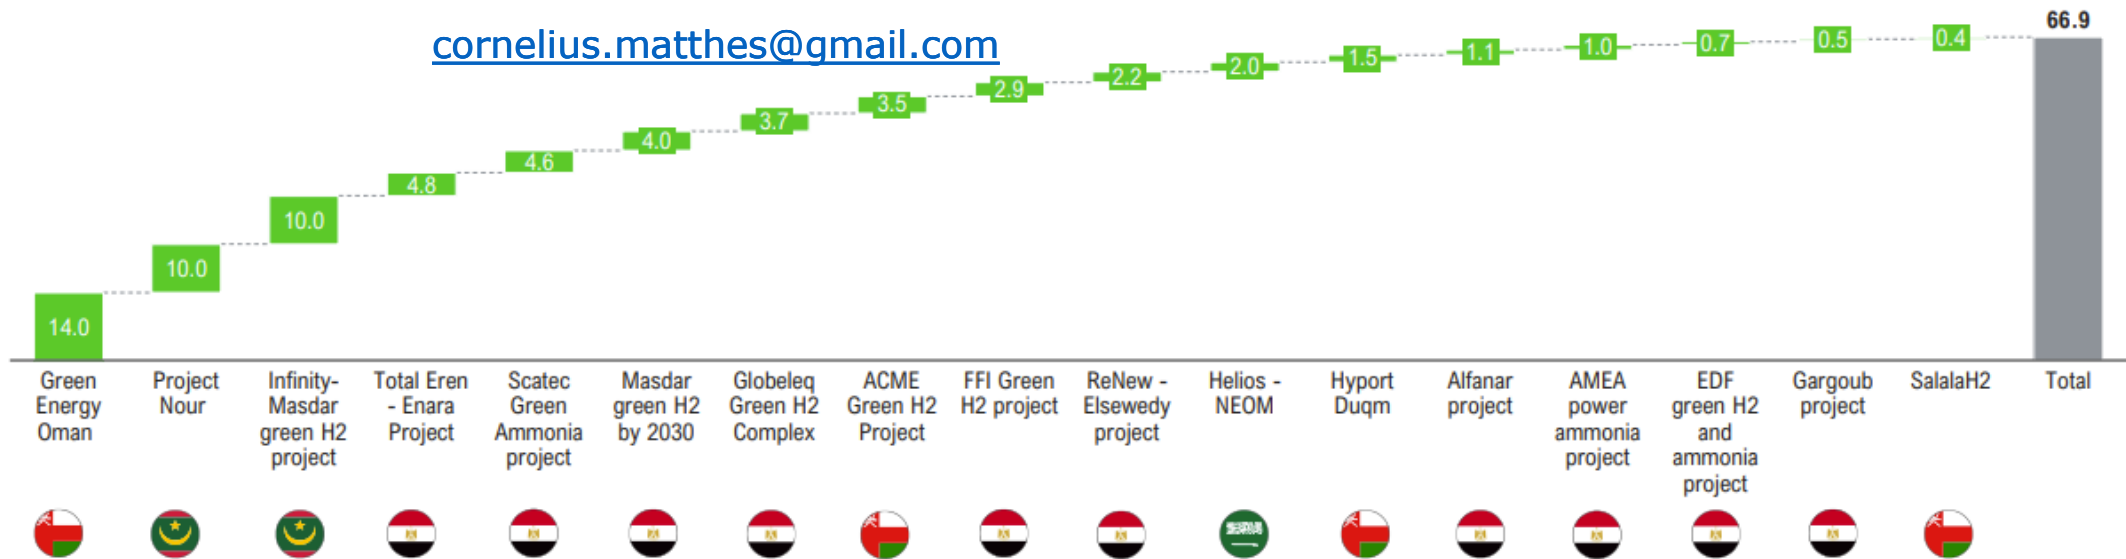 cornelius.matthes@gmail.com
66.9
14.0
10.0
10.0
4.8
4.6
4.0
3.7
3.5
2.9
2.2
2.0
1.5
1.1
1.0
0.7
0.5
0.4
Green
Energy
Oman
Project
Nour
Infinity-
Masdar
green H2
project
Total Eren
- Enara
Project
Scatec
Green
Ammonia
project
Masdar
green H2
by 2030
Globeleq
Green H2
Complex
ACME
Green H2
Project
FFI Green
H2 project
ReNew -
Elsewedy
project
Helios -
NEOM
Hyport
Duqm
Alfanar
project
AMEA
power
ammonia
project
EDF
green H2
and
ammonia
project
Gargoub
project
SalalaH2
Total